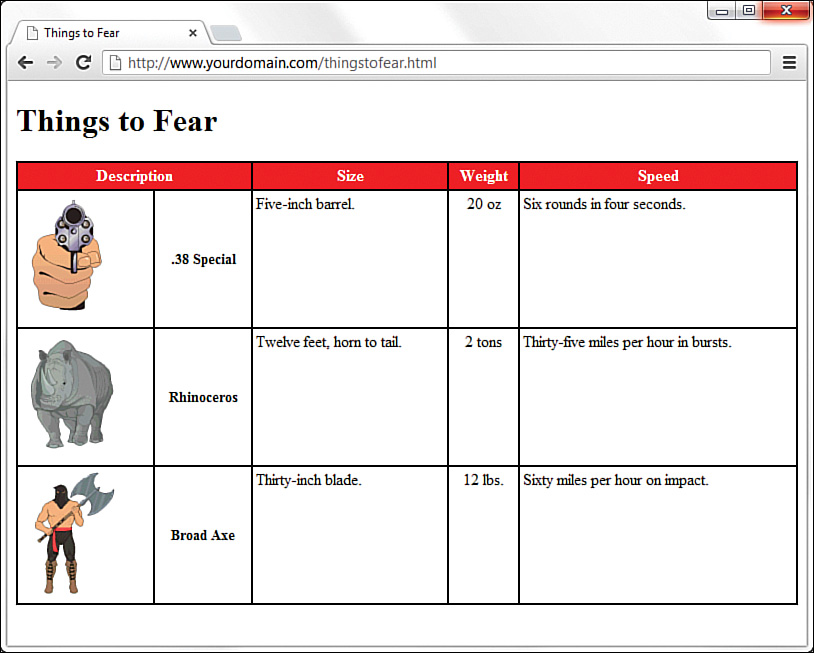 Things to Fear
http://www.yourdomain.com/thingstofear.html
Things to Fear
Description Size Weight Speed
.38 Special Five-inch barrel. 20 oz Six rounds in four seconds.
Rhinoceros Twelve feet, horn to tail. 2 tons Thirty-five miles per hour in bursts.
Broad Axe Thirty-inch blade. 12 lbs. Sixty miles per hour on impact.